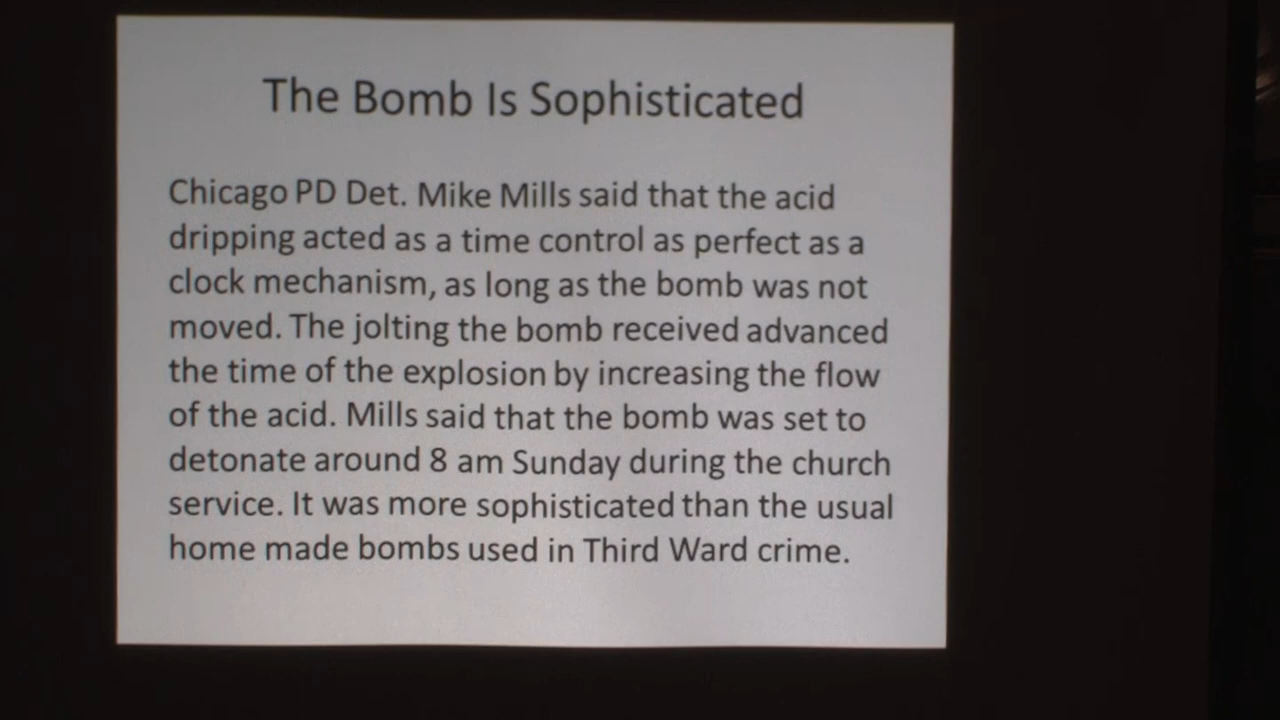 The Bomb Is Sophisticated
Chicago PD Det. Mike Mills said that the acid
dripping acted as a time control as perfect as a
clock mechanism, as long as the bomb was not
moved. The jolting the bomb received advanced
the time of the explosion by increasing the flow
of the acid. Mills said that the bomb was set to
detonate around 8 am Sunday during the church
service. It was more sophisticated than the usual
home made bombs used in Third Ward crime.